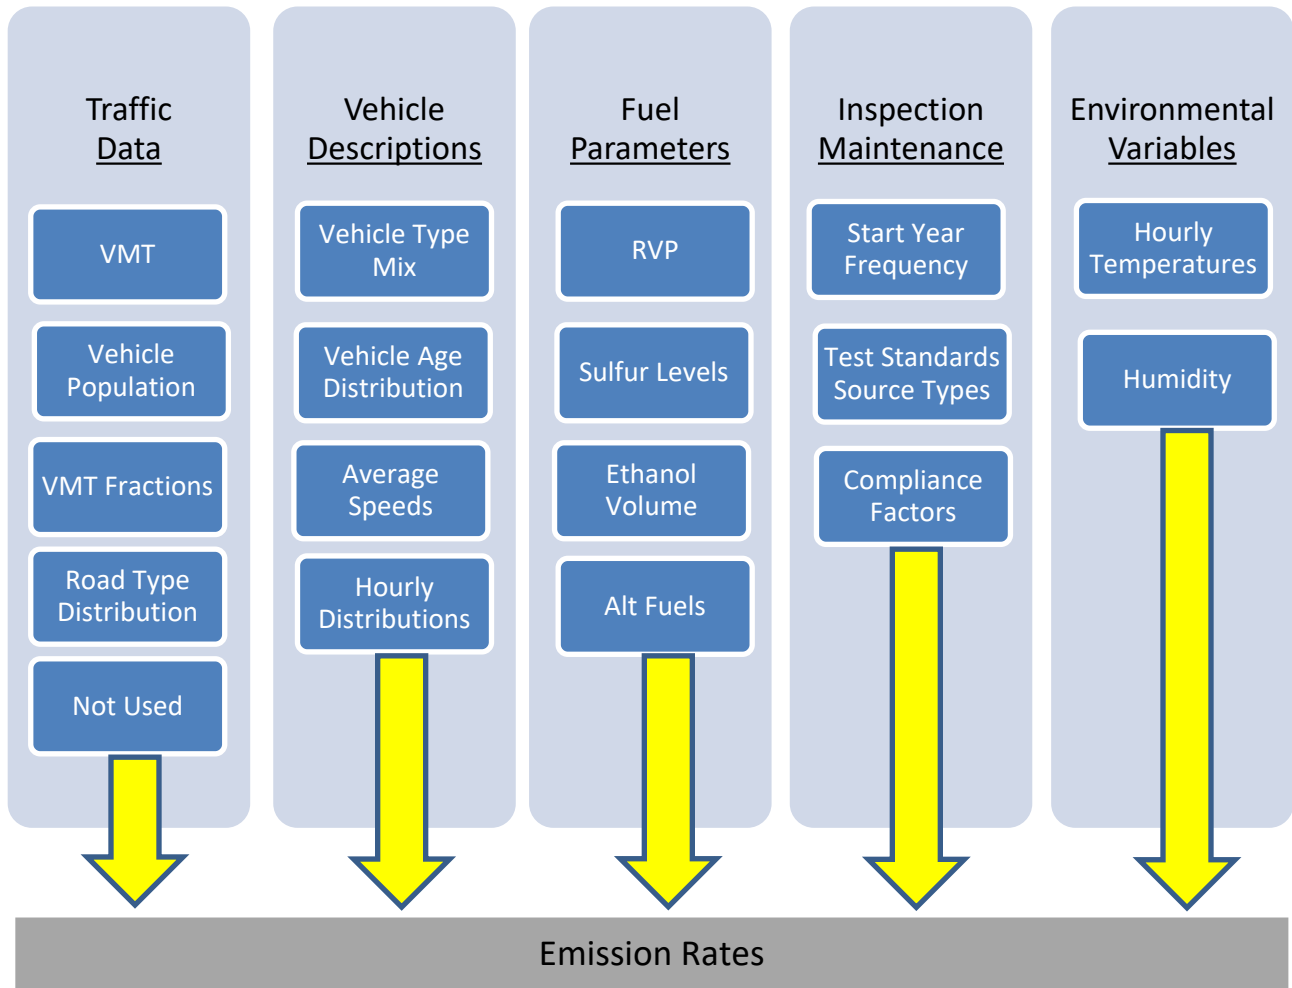 Traffic
Data
VMT
Vehicle
Population
VMT Fractions
Road Type
Distribution
Not Used
Vehicle
Descriptions
Vehicle Type
Mix
Vehicle Age
Distribution
Average
Speeds
Hourly
Distributions
Fuel
Parameters
RVP
Sulfur Levels
Ethanol
Volume
Alt Fuels
Inspection
Maintenance
Start Year
Frequency
Test Standards
Source Types
Compliance
Factors
Environmental
Variables
Hourly
Temperatures
Humidity
Emission Rates